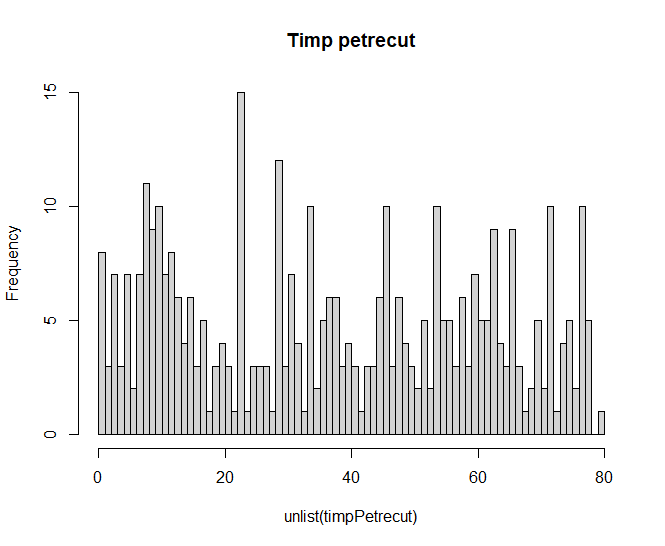 Timp petrecut
Frequency
15
10
5
0
0 20 40 60 80
unlist(timpPetrecut)